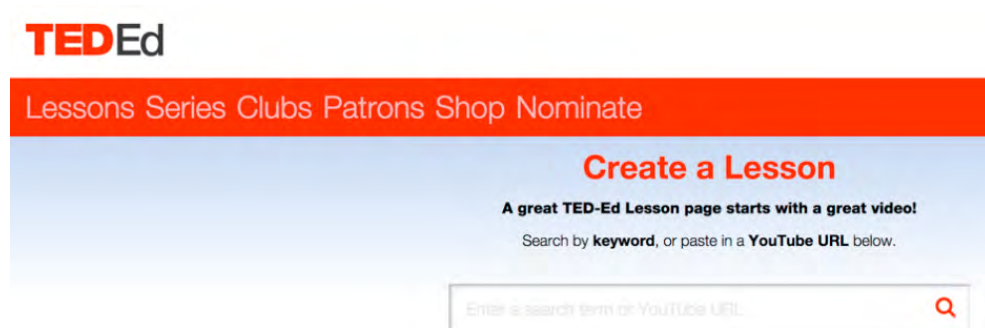 TEDEd
Lessons Series Clubs Patrons Shop Nominate
Create a Lesson
A great TED-Ed Lesson page starts with a great video!
Search by keyword, or paste in a YouTube URL below.
Enter a search term or YouTube URL...